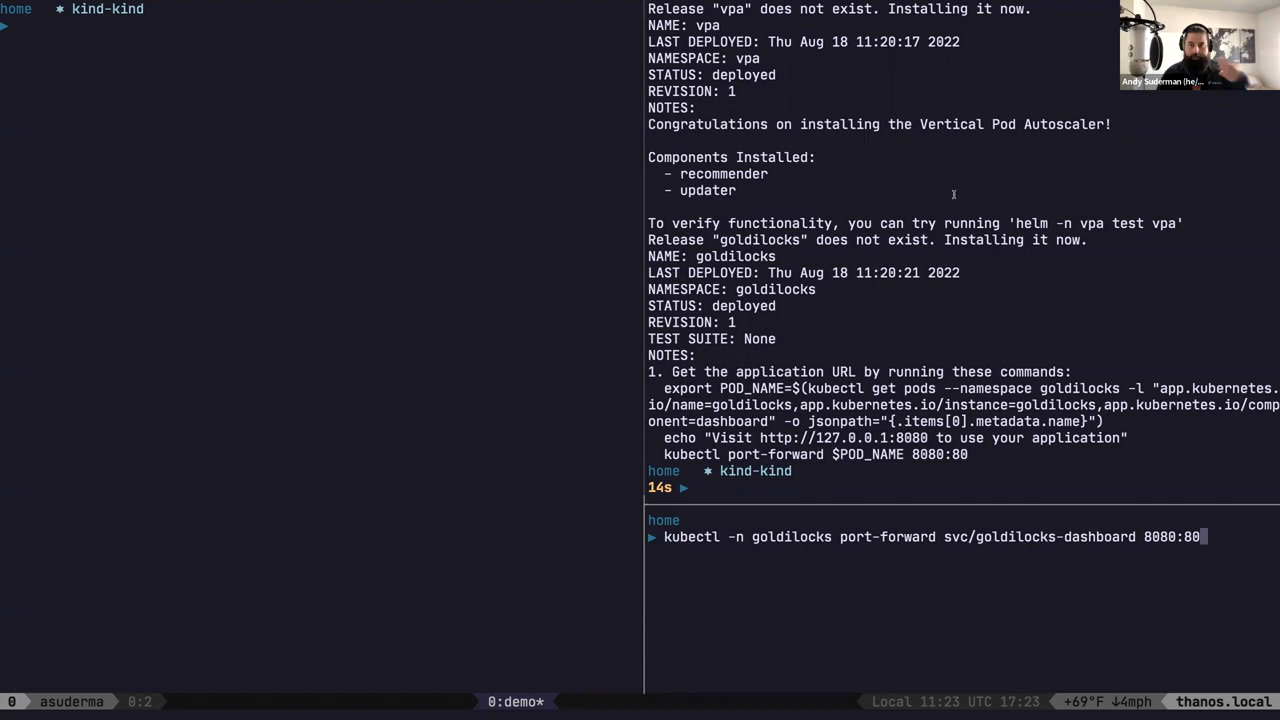 home * kind-kind
▶
Release "vpa" does not exist. Installing it now.
NAME: vpa
LAST DEPLOYED: Thu Aug 18 11:20:17 2022
NAMESPACE: vpa
STATUS: deployed
REVISION: 1
NOTES:
Congratulations on installing the Vertical Pod Autoscaler!
Components Installed:
- recommender
- updater
To verify functionality, you can try running 'helm -n vpa test vpa'
Release "goldilocks" does not exist. Installing it now.
NAME: goldilocks
LAST DEPLOYED: Thu Aug 18 11:20:21 2022
NAMESPACE: goldilocks
STATUS: deployed
REVISION: 1
TEST SUITE: None
NOTES:
1. Get the application URL by running these commands:
export POD_NAME=$(kubectl get pods --namespace goldilocks -l "app.kubernetes.
io/name=goldilocks,app.kubernetes.io/instance=goldilocks,app.kubernetes.io/comp
onent=dashboard" -o jsonpath="{.items[0].metadata.name}")
echo "Visit http://127.0.0.1:8080 to use your application"
kubectl port-forward $POD_NAME 8080:80
home * kind-kind
14s ▶
home
▶ kubectl -n goldilocks port-forward svc/goldilocks-dashboard 8080:80
Andy Suderman (he/...
0 asuderma 0:2 0:demo* Local 11:23 UTC 17:23 +69°F ↓4mph thanos.local